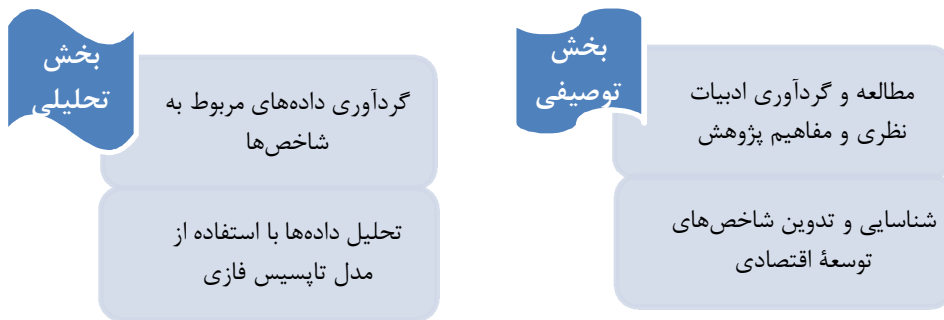 بخش
توصیفی
مطالعه و گردآوری ادبیات
نظری و مفاهیم پژوهش
شناسایی و تدوین شاخص‌های
توسعۀ اقتصادی
بخش
تحلیلی
گردآوری داده‌های مربوط به
شاخص‌ها
تحلیل داده‌ها با استفاده از
مدل تاپسیس فازی